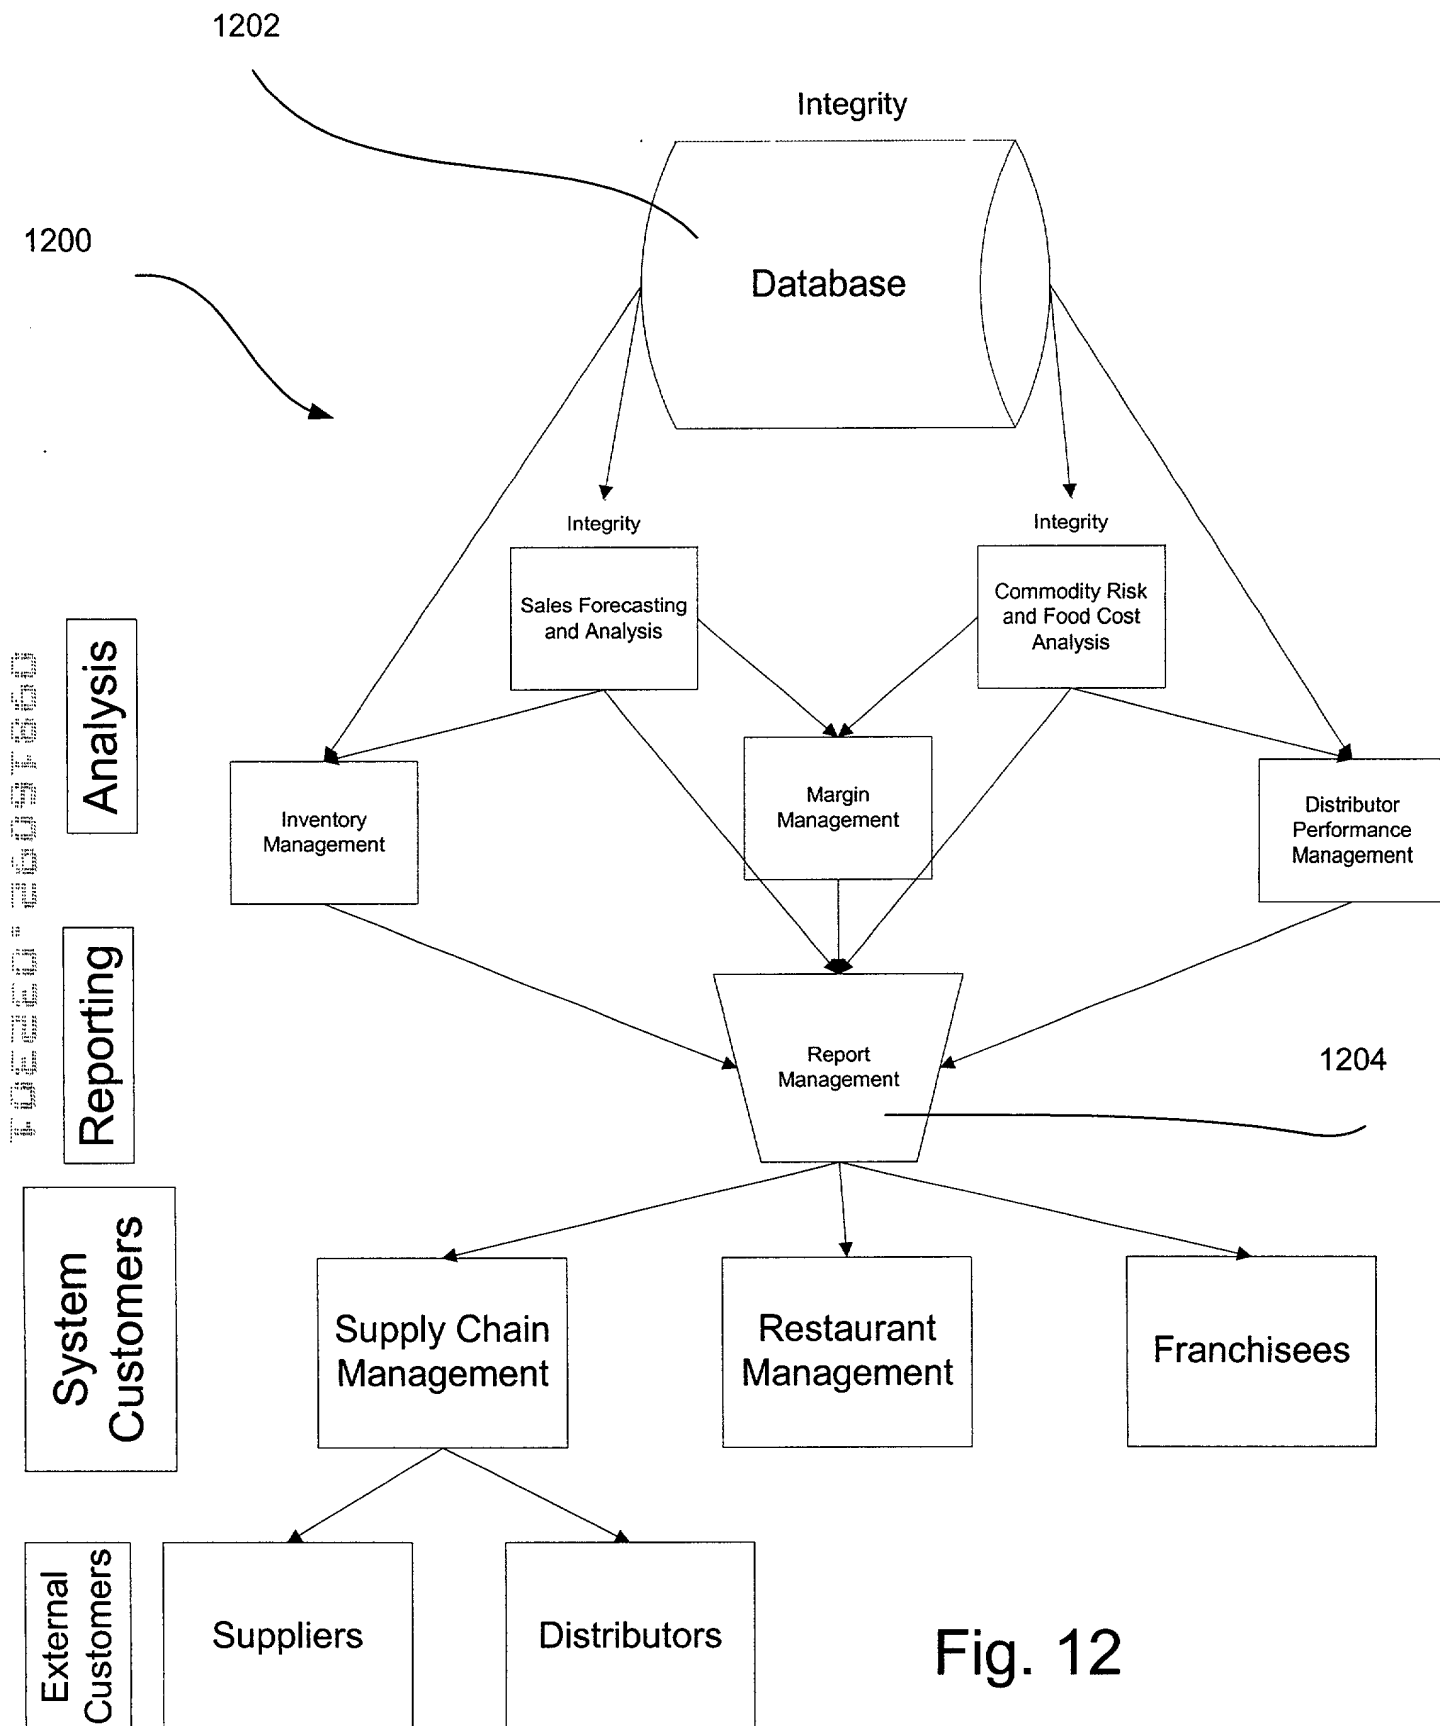 1202
Integrity
1200
Database
Integrity
Integrity
Sales Forecasting
and Analysis
Commodity Risk
and Food Cost
Analysis
Analysis
Inventory
Management
Margin
Management
Distributor
Performance
Management
Reporting
Report
Management
1204
System
Customers
Supply Chain
Management
Restaurant
Management
Franchisees
External
Customers
Suppliers
Distributors
Fig. 12